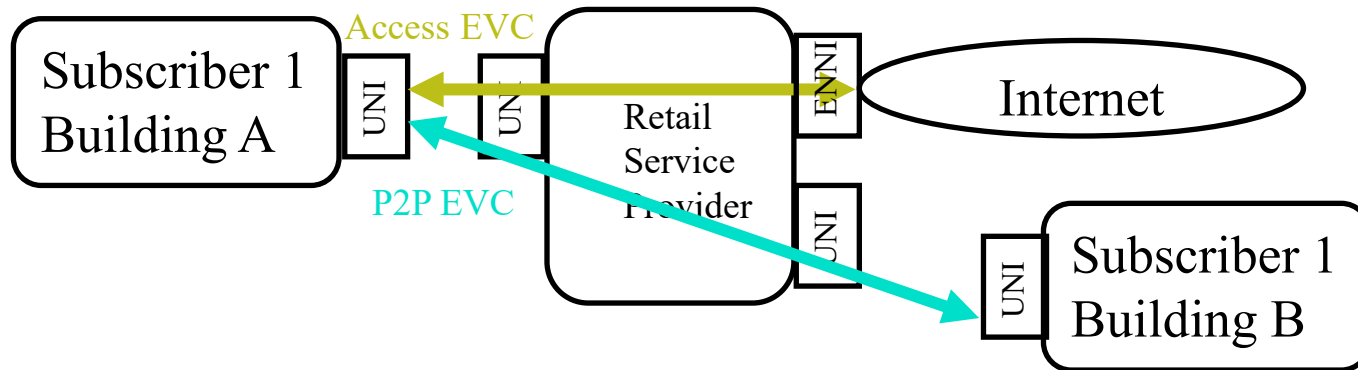 Access EVC
Subscriber 1
Building A
UNI
UNI
Retail
Service
Provider
ENNI
Internet
P2P EVC
UNI
UNI
Subscriber 1
Building B